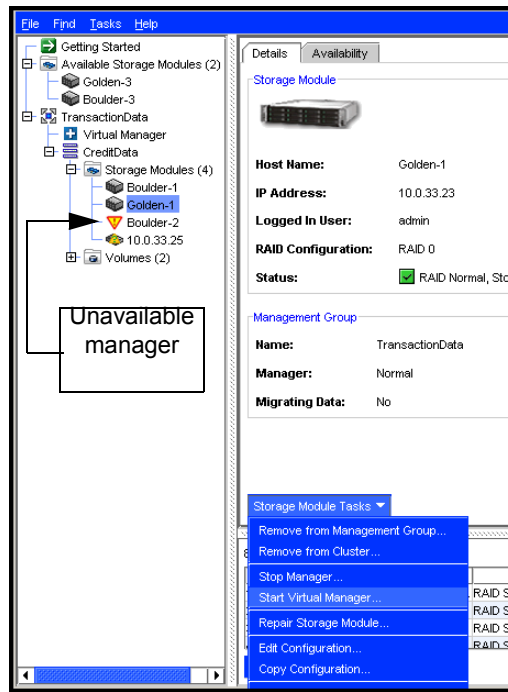 File Find Tasks Help
Getting Started
Available Storage Modules (2)
Golden-3
Boulder-3
TransactionData
Virtual Manager
CreditData
Storage Modules (4)
Boulder-1
Golden-1
Boulder-2
10.0.33.25
Volumes (2)
Unavailable
manager
Details Availability
Storage Module
Host Name: Golden-1
IP Address: 10.0.33.23
Logged In User: admin
RAID Configuration: RAID 0
Status: RAID Normal, Sto
Management Group
Name: TransactionData
Manager: Normal
Migrating Data: No
Storage Module Tasks
Remove from Management Group...
Remove from Cluster...
Stop Manager...
Start Virtual Manager...
RAID S
RAID S
Repair Storage Module...
RAID S
Edit Configuration...
RAID S
Copy Configuration...